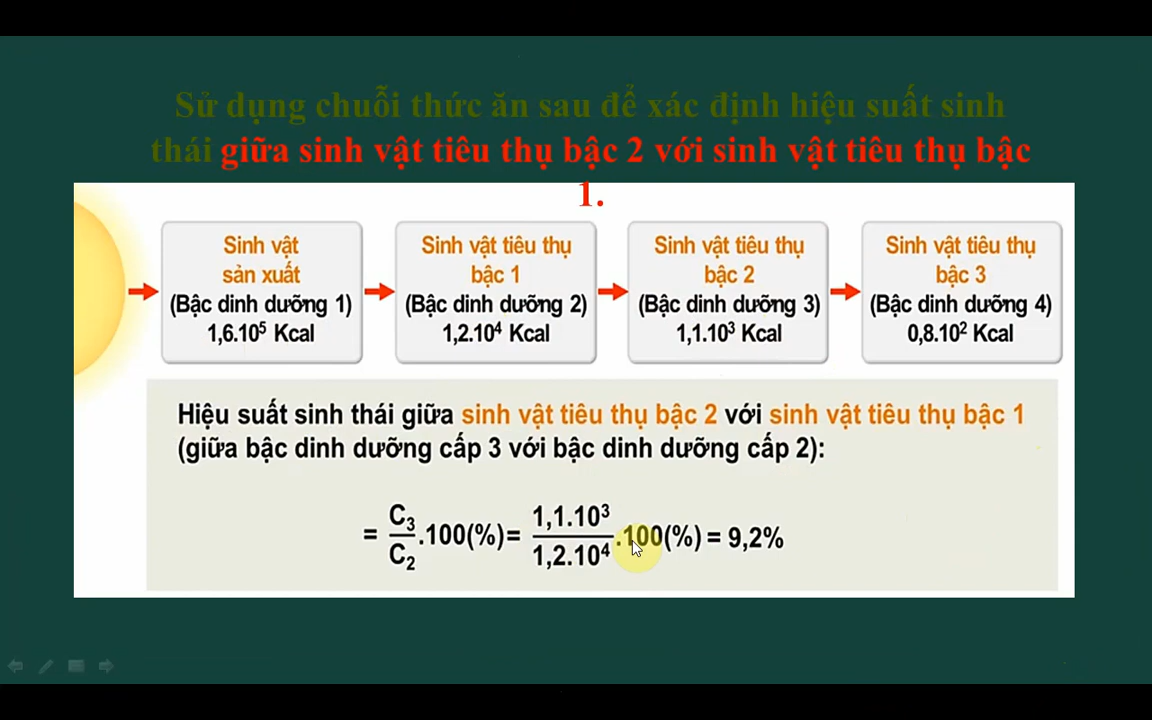 Sử dụng chuỗi thức ăn sau để xác định hiệu suất sinh
thái giữa sinh vật tiêu thụ bậc 2 với sinh vật tiêu thụ bậc
1.
Sinh vật
sản xuất
(Bậc dinh dưỡng 1)
1,6.10⁵ Kcal
Sinh vật tiêu thụ
bậc 1
(Bậc dinh dưỡng 2)
1,2.10⁴ Kcal
Sinh vật tiêu thụ
bậc 2
(Bậc dinh dưỡng 3)
1,1.10³ Kcal
Sinh vật tiêu thụ
bậc 3
(Bậc dinh dưỡng 4)
0,8.10² Kcal
Hiệu suất sinh thái giữa sinh vật tiêu thụ bậc 2 với sinh vật tiêu thụ bậc 1
(giữa bậc dinh dưỡng cấp 3 với bậc dinh dưỡng cấp 2):
= C₃/C₂ .100(%) = 1,1.10³/1,2.10⁴ .100(%) = 9,2%